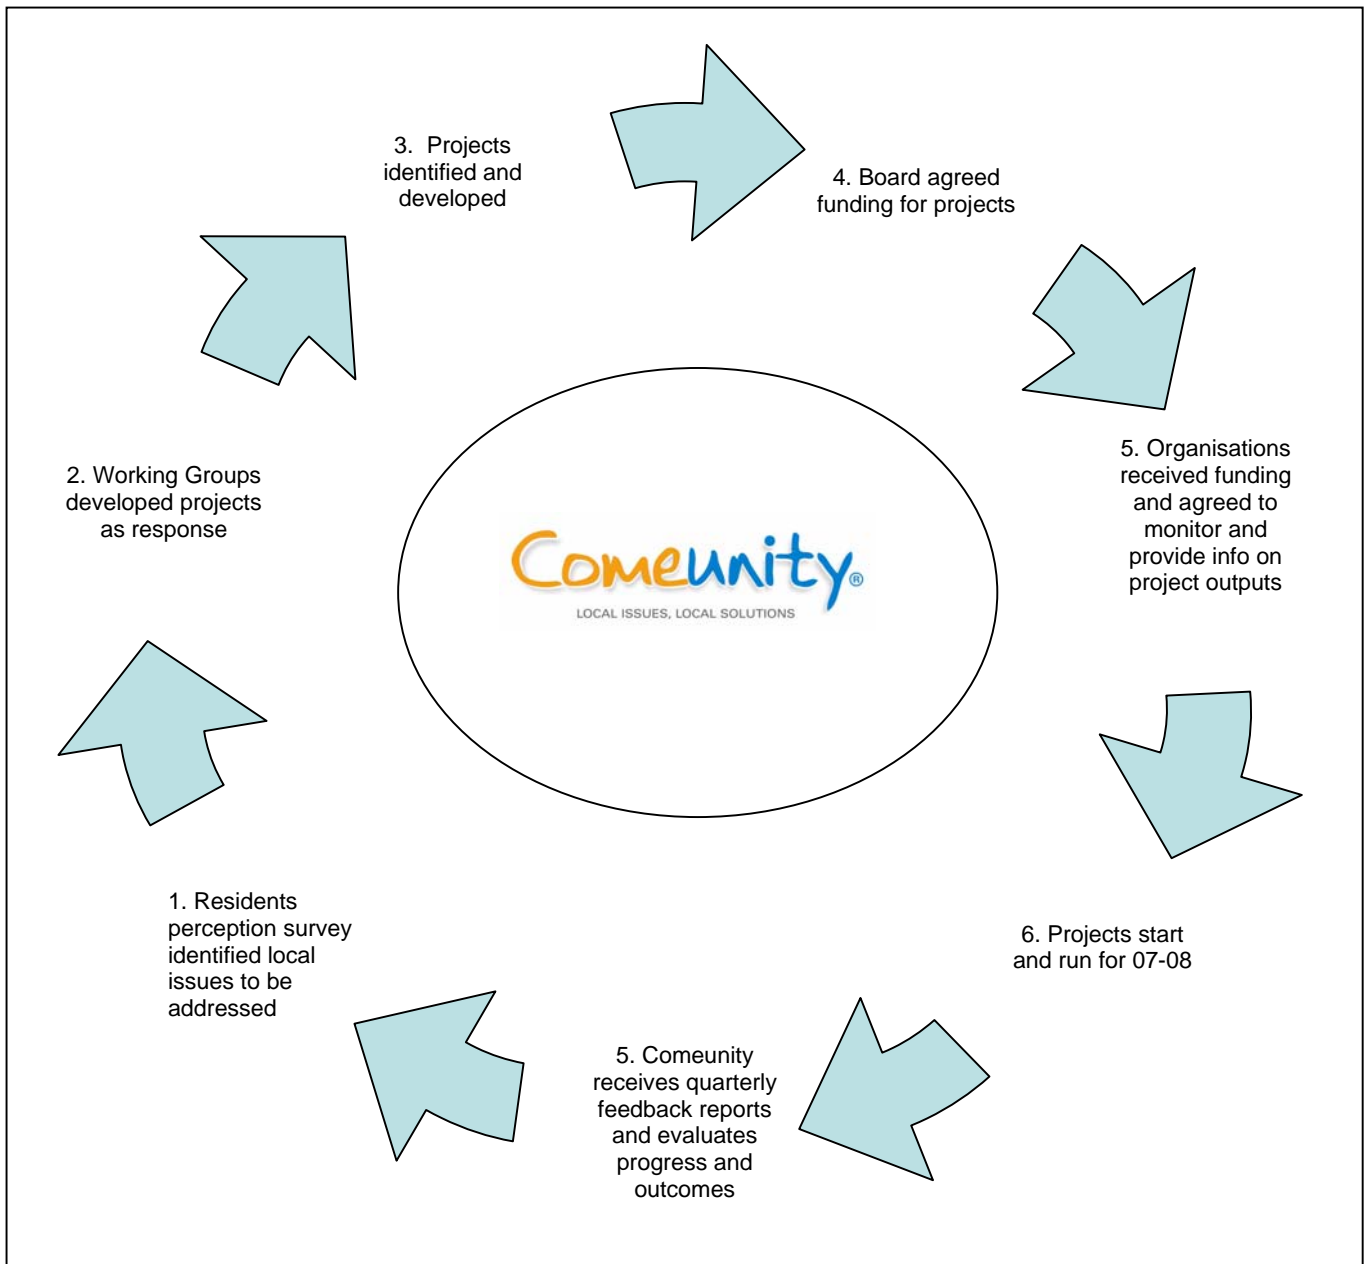 3.  Projects
identified and
developed
4. Board agreed
funding for projects
2. Working Groups
developed projects
as response
5. Organisations
received funding
and agreed to
monitor and
provide info on
project outputs
Comeunity®
LOCAL ISSUES, LOCAL SOLUTIONS
1. Residents
perception survey
identified local
issues to be
addressed
6. Projects start
and run for 07-08
5. Comeunity
receives quarterly
feedback reports
and evaluates
progress and
outcomes